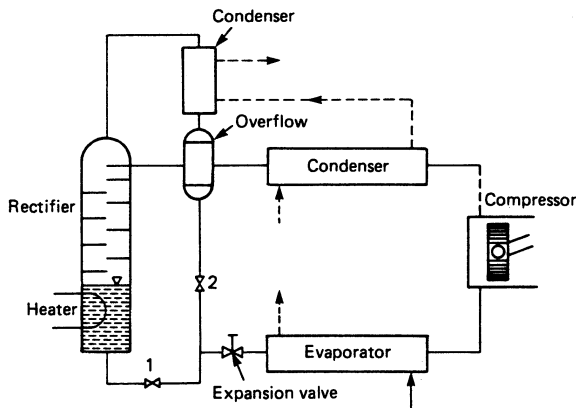 Condenser
Overflow
Condenser
Rectifier
Compressor
2
Heater
Evaporator
1
Expansion valve